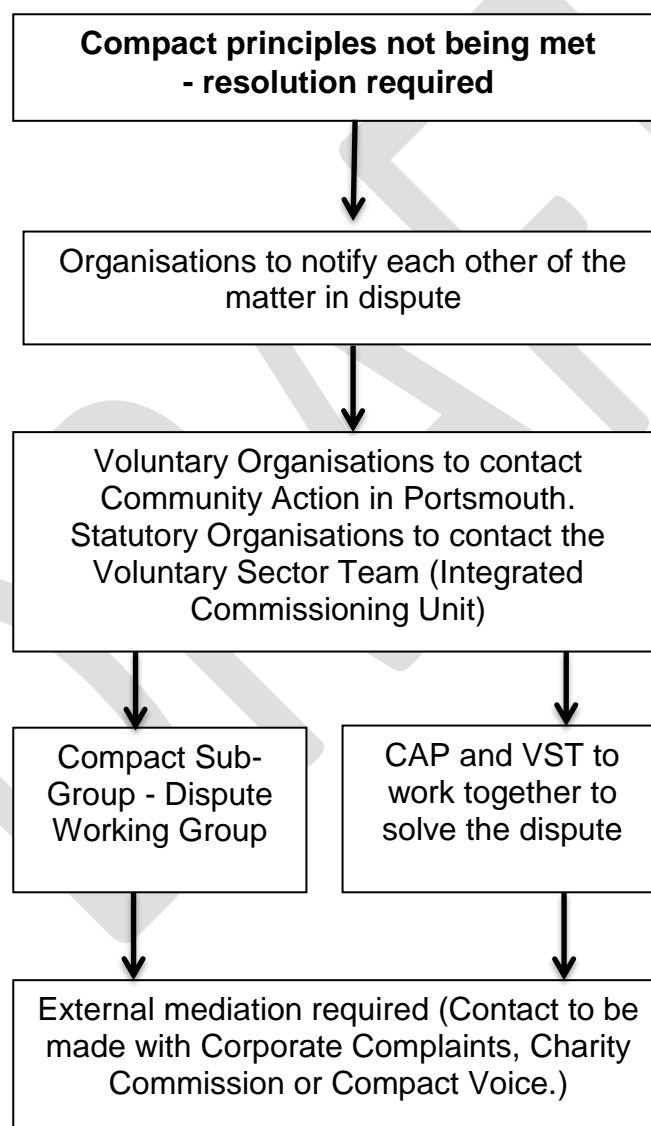 Compact principles not being met
- resolution required
Organisations to notify each other of the
matter in dispute
Voluntary Organisations to contact
Community Action in Portsmouth.
Statutory Organisations to contact the
Voluntary Sector Team (Integrated
Commissioning Unit)
Compact Sub-
Group - Dispute
Working Group
CAP and VST to
work together to
solve the dispute
External mediation required (Contact to be
made with Corporate Complaints, Charity
Commission or Compact Voice.)